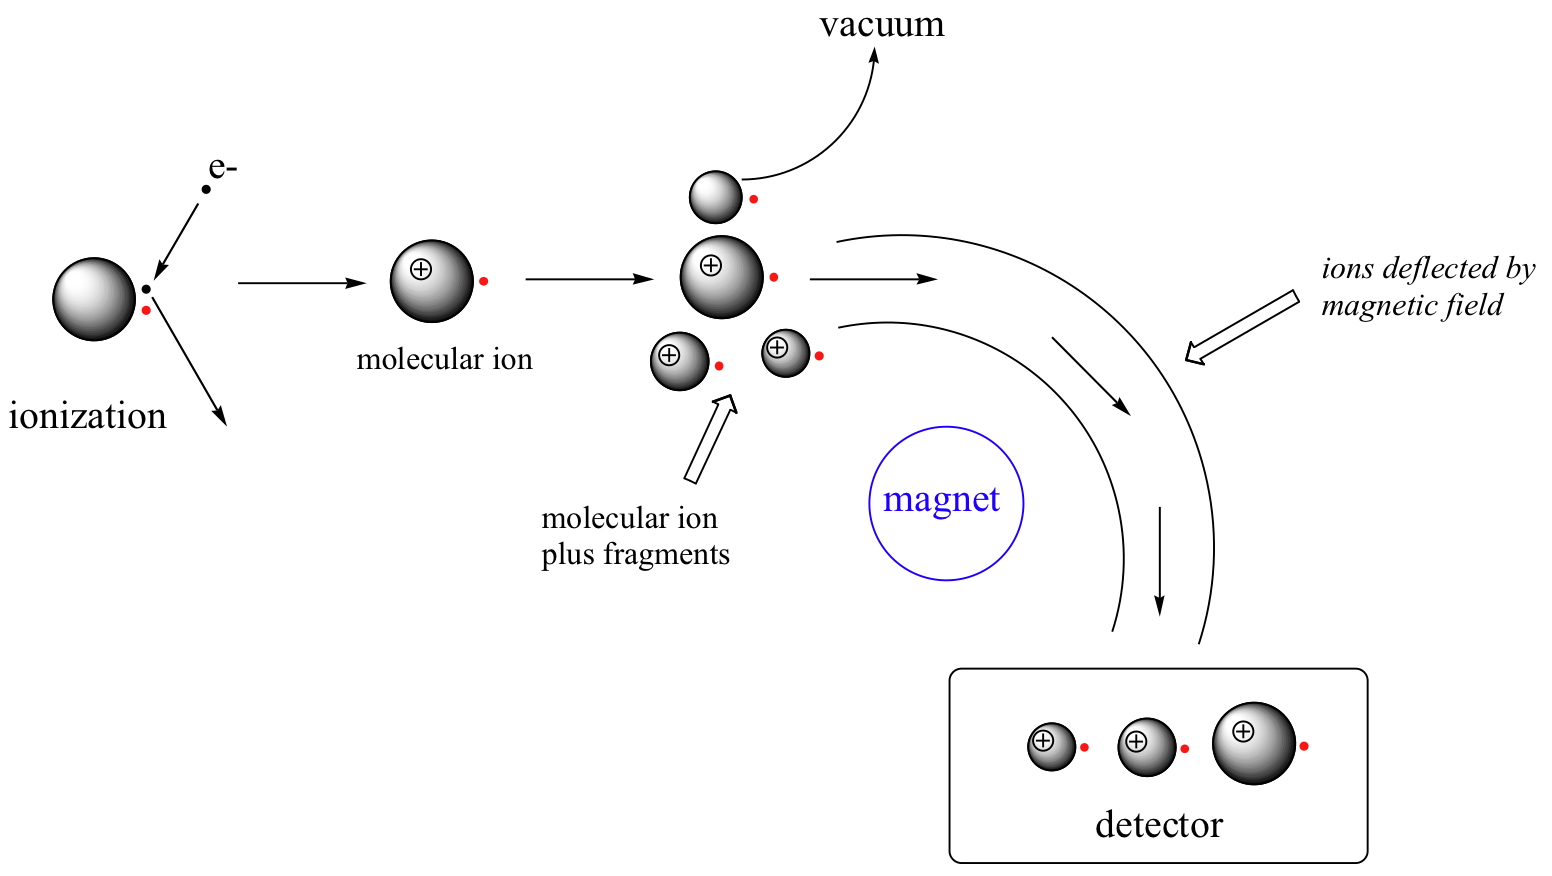 vacuum
e-
ions deflected by
magnetic field
molecular ion
ionization
magnet
molecular ion
plus fragments
detector